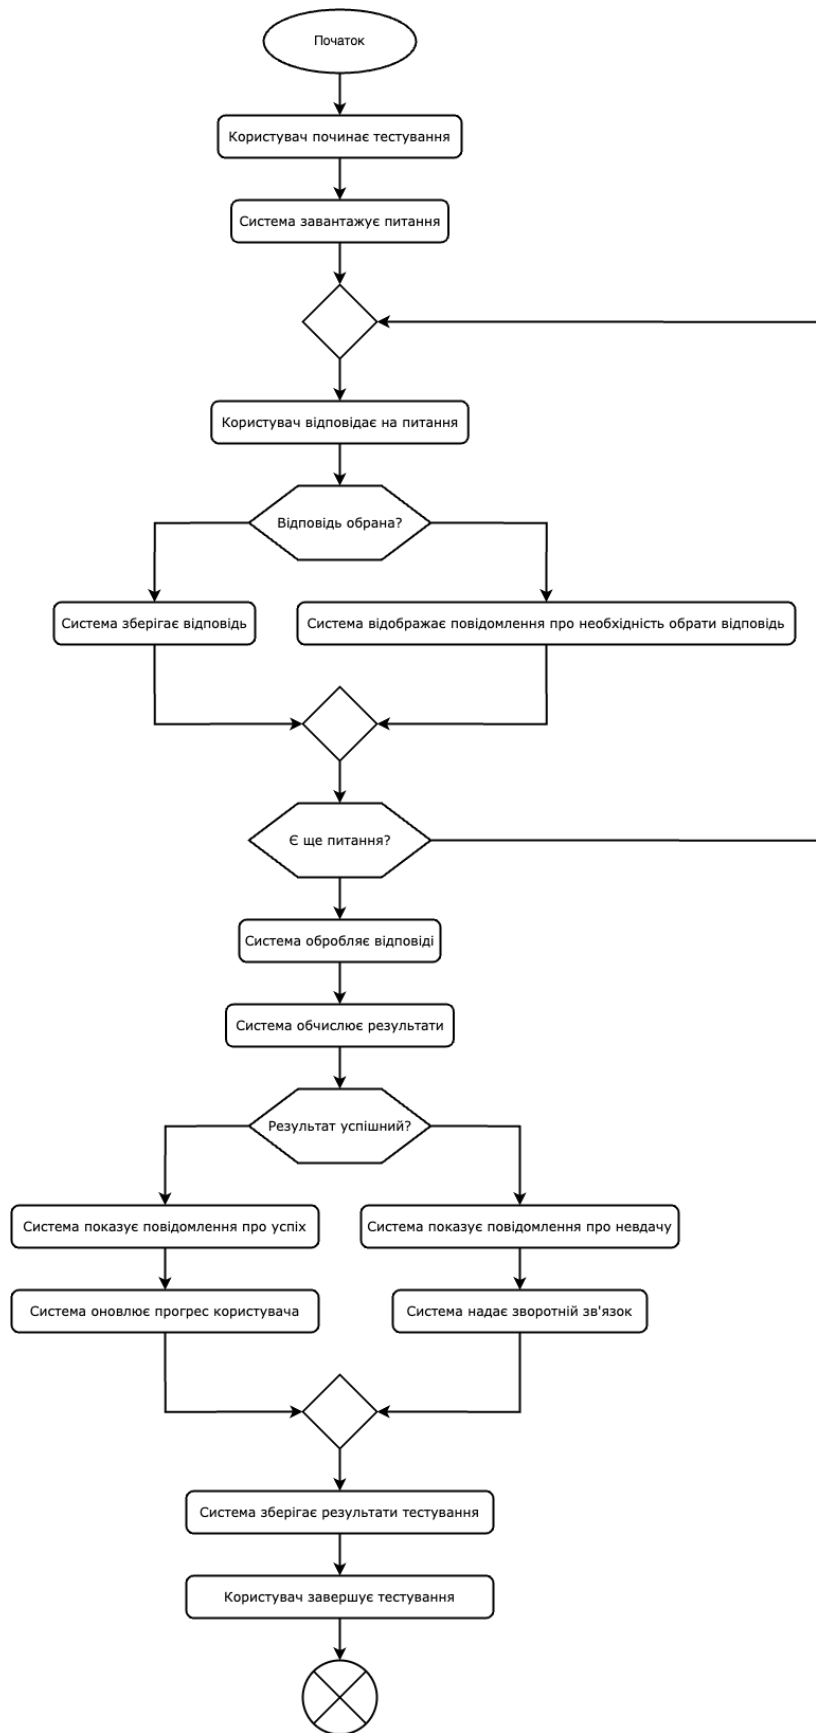 Початок
Користувач починає тестування
Система завантажує питання
Користувач відповідає на питання
Відповідь обрана?
Система зберігає відповідь
Система відображає повідомлення про необхідність обрати відповідь
Є ще питання?
Система обробляє відповіді
Система обчислює результати
Результат успішний?
Система показує повідомлення про успіх
Система показує повідомлення про невдачу
Система оновлює прогрес користувача
Система надає зворотній зв'язок
Система зберігає результати тестування
Користувач завершує тестування